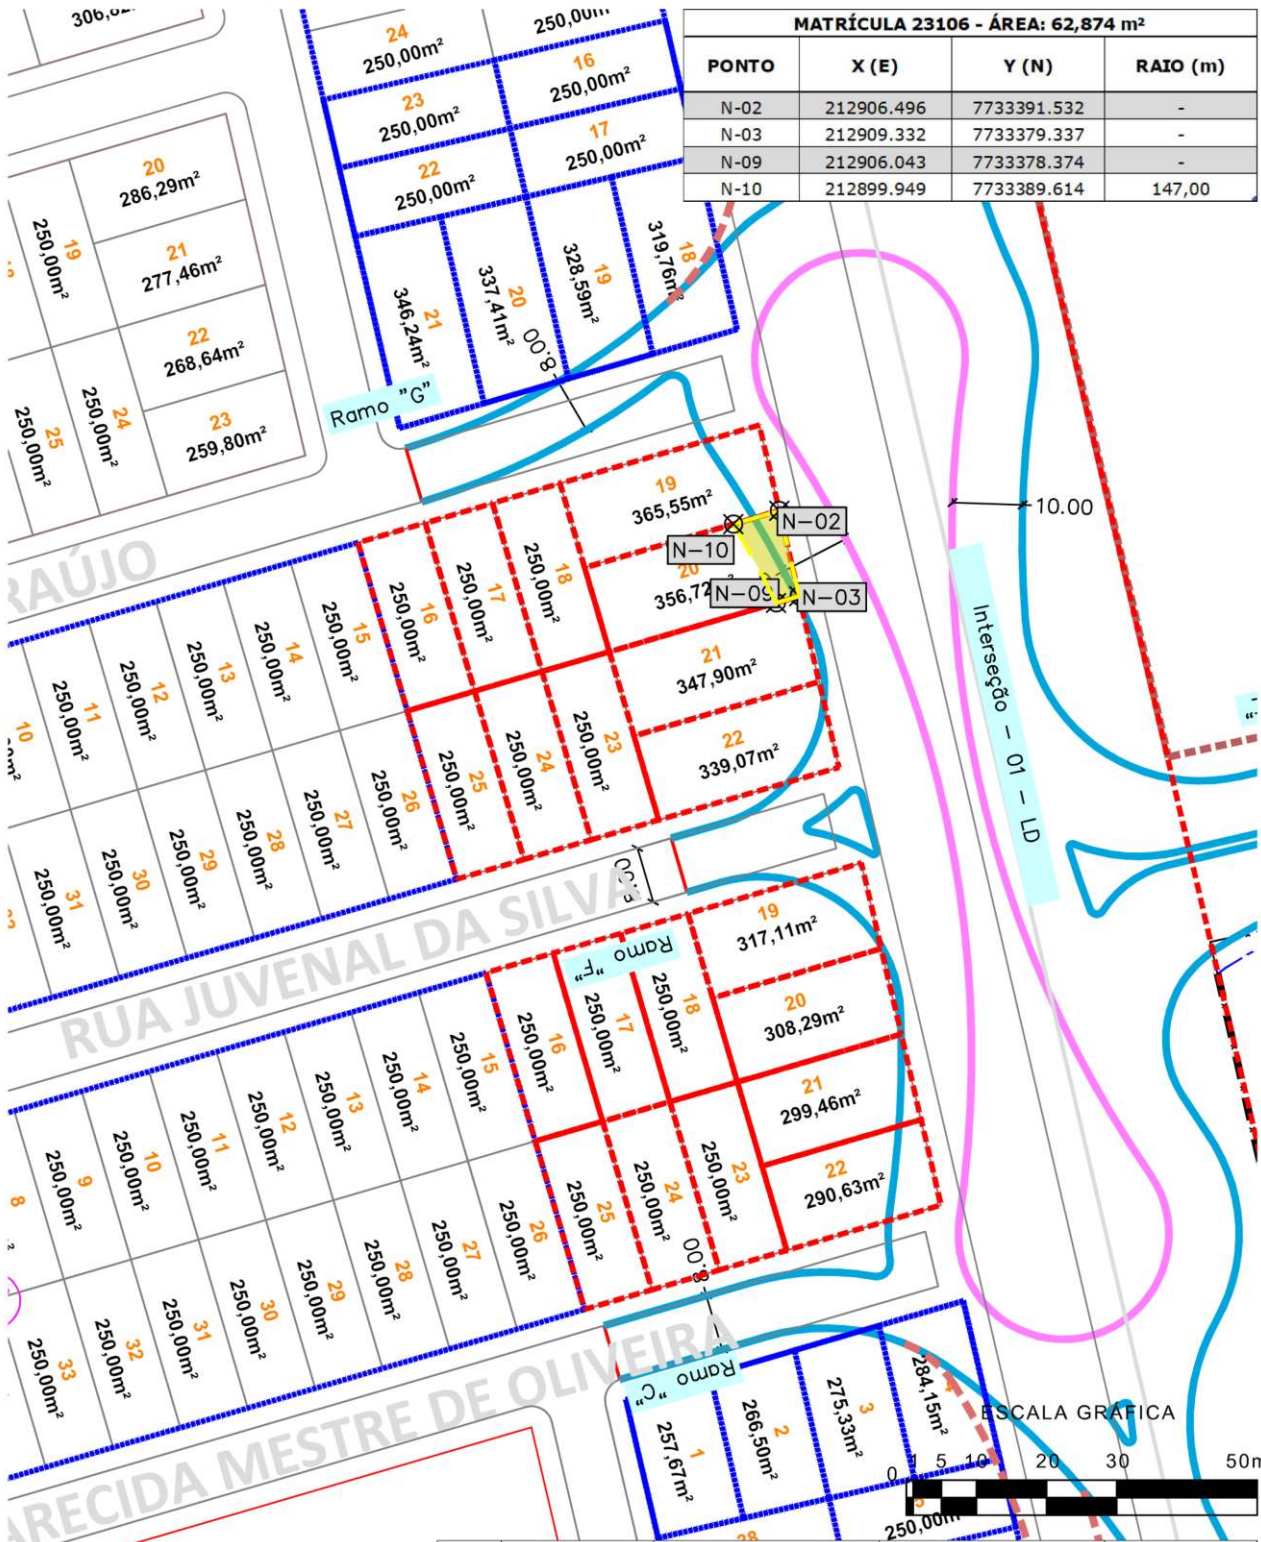 MATRÍCULA 23106 - ÁREA: 62,874 m²
PONTO X (E) Y (N) RAIO (m)
N-02 212906.496 7733391.532 -
N-03 212909.332 7733379.337 -
N-09 212906.043 7733378.374 -
N-10 212899.949 7733389.614 147,00
24
250,00m²
16
250,00m²
23
250,00m²
17
250,00m²
22
250,00m²
18
319,76m²
19
328,59m²
20
337,41m²
21
346,24m²
8.00
Ramo "G"
20
286,29m²
19
250,00m²
21
277,46m²
22
268,64m²
23
259,80m²
24
250,00m²
25
250,00m²
19
365,55m²
N-02
N-10
20
N-09
N-03
21
347,90m²
22
339,07m²
18
250,00m²
17
250,00m²
16
250,00m²
15
250,00m²
14
250,00m²
13
250,00m²
12
250,00m²
11
250,00m²
10
23
250,00m²
24
250,00m²
25
250,00m²
26
250,00m²
27
250,00m²
28
250,00m²
29
250,00m²
30
250,00m²
31
250,00m²
10.00
Interseção - 01 - LD
RUA JUVENAL DA SILVA
Ramo "F"
19
317,11m²
20
308,29m²
21
299,46m²
22
290,63m²
18
250,00m²
17
250,00m²
16
250,00m²
15
250,00m²
14
250,00m²
13
250,00m²
12
250,00m²
11
250,00m²
10
250,00m²
9
250,00m²
8
23
250,00m²
24
250,00m²
25
250,00m²
26
250,00m²
27
250,00m²
28
250,00m²
29
250,00m²
30
250,00m²
31
250,00m²
32
250,00m²
33
250,00m²
8.00
ARECIDA MESTRE DE OLIVEIRA
Ramo "C"
1
257,67m²
2
266,50m²
3
275,33m²
4
284,15m²
ESCALA GRÁFICA
0 1 5 10 20 30 50m